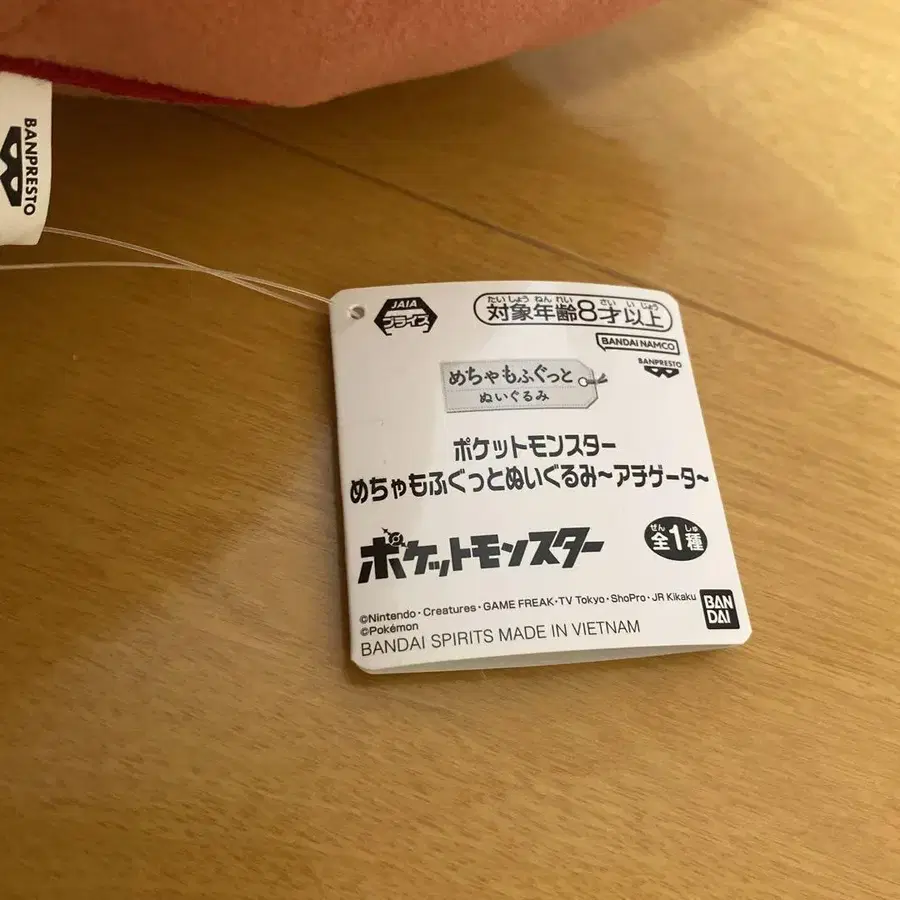 BANPRESTO
JAIA
プライズ
たいしょうねんれい さいいじょう
対象年齢8才以上
BANDAI NAMCO
BANPRESTO
めちゃもふぐっと
ぬいぐるみ
ポケットモンスター
めちゃもふぐっとぬいぐるみ~アチゲータ~
ポケットモンスター
ぜん しゅ
全1種
©Nintendo・Creatures・GAME FREAK・TV Tokyo・ShoPro・JR Kikaku
©Pokémon
BANDAI SPIRITS MADE IN VIETNAM
BAN
DAI